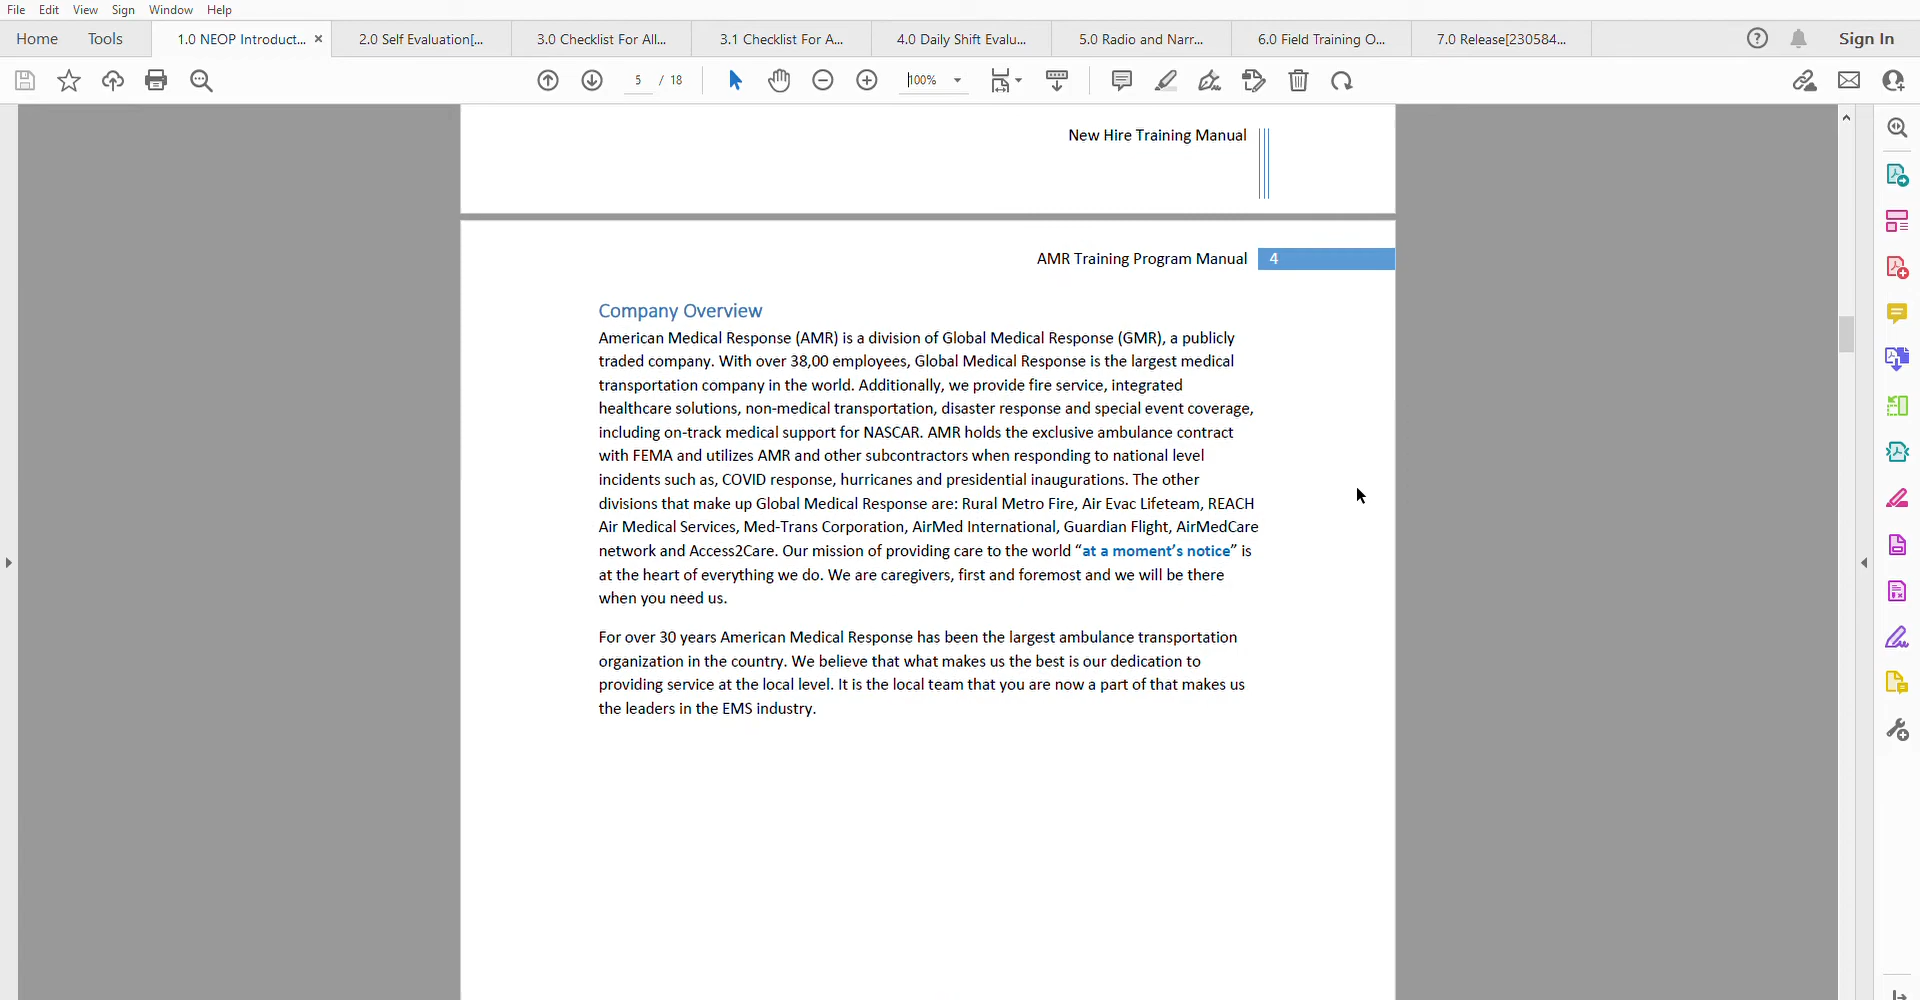 File Edit View Sign Window Help
Home Tools 1.0 NEOP Introduct... × 2.0 Self Evaluation[... 3.0 Checklist For All... 3.1 Checklist For A... 4.0 Daily Shift Evalu... 5.0 Radio and Narr... 6.0 Field Training O... 7.0 Release[230584... Sign In
5 / 18 100%
New Hire Training Manual
AMR Training Program Manual 4
Company Overview
American Medical Response (AMR) is a division of Global Medical Response (GMR), a publicly
traded company. With over 38,00 employees, Global Medical Response is the largest medical
transportation company in the world. Additionally, we provide fire service, integrated
healthcare solutions, non-medical transportation, disaster response and special event coverage,
including on-track medical support for NASCAR. AMR holds the exclusive ambulance contract
with FEMA and utilizes AMR and other subcontractors when responding to national level
incidents such as, COVID response, hurricanes and presidential inaugurations. The other
divisions that make up Global Medical Response are: Rural Metro Fire, Air Evac Lifeteam, REACH
Air Medical Services, Med-Trans Corporation, AirMed International, Guardian Flight, AirMedCare
network and Access2Care. Our mission of providing care to the world “at a moment’s notice” is
at the heart of everything we do. We are caregivers, first and foremost and we will be there
when you need us.
For over 30 years American Medical Response has been the largest ambulance transportation
organization in the country. We believe that what makes us the best is our dedication to
providing service at the local level. It is the local team that you are now a part of that makes us
the leaders in the EMS industry.